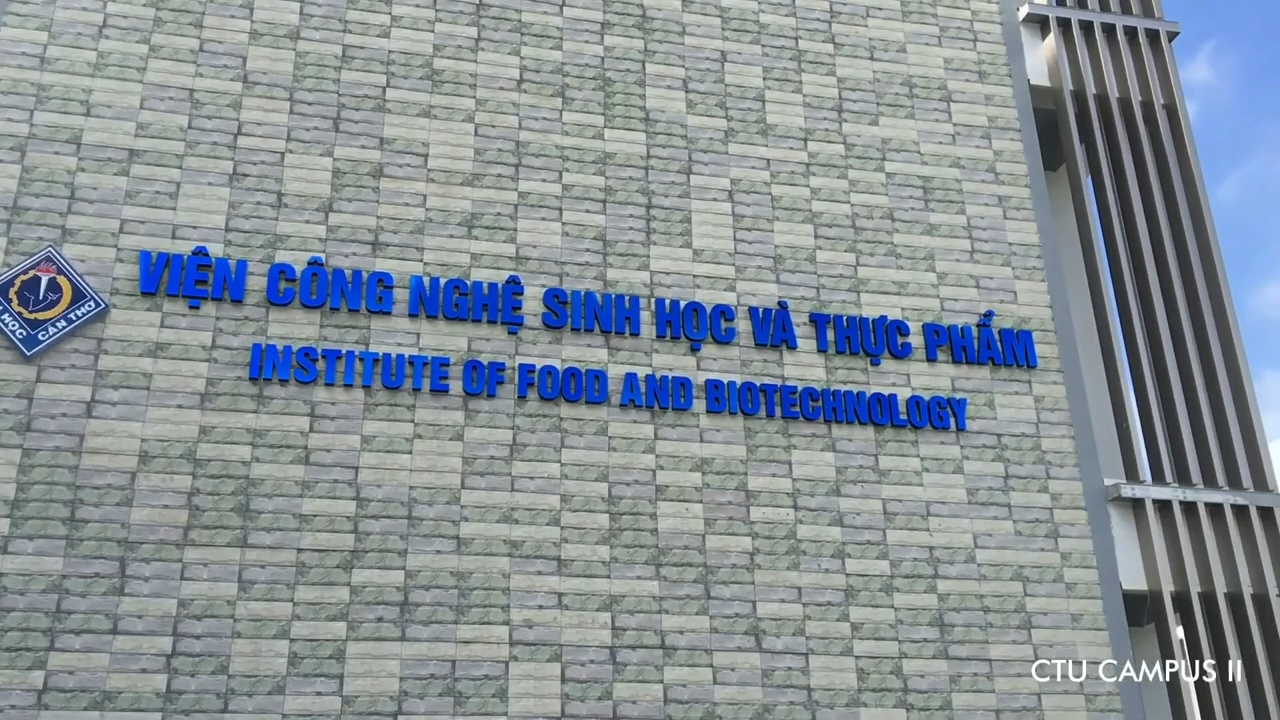 VIỆN CÔNG NGHỆ SINH HỌC VÀ THỰC PHẨM
INSTITUTE OF FOOD AND BIOTECHNOLOGY
HỌC CẦN THƠ
CTU CAMPUS II